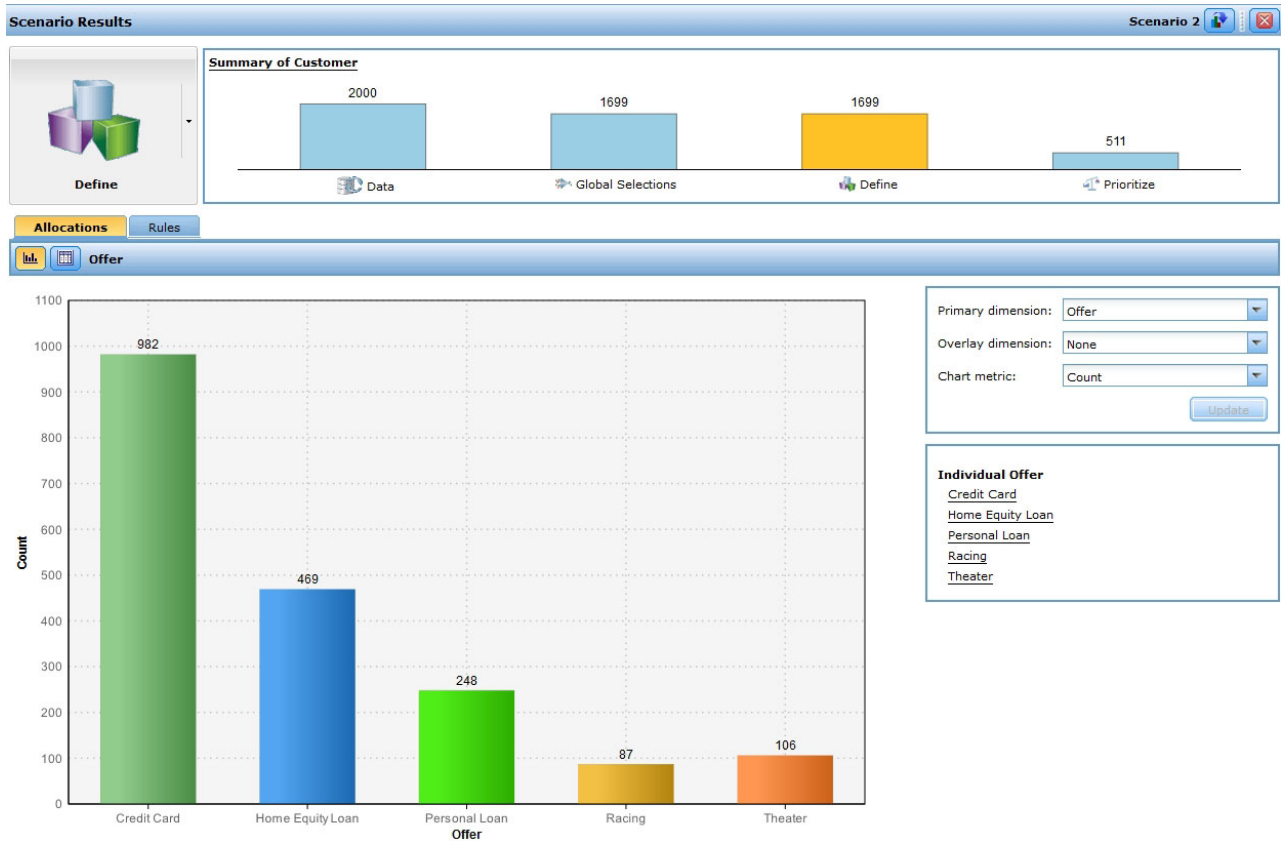 Scenario Results
Scenario 2
Define
Summary of Customer
2000
1699
1699
511
Data
Global Selections
Define
Prioritize
Allocations
Rules
Offer
1100
1000
900
800
700
600
500
400
300
200
100
0
Count
982
469
248
87
106
Credit Card
Home Equity Loan
Personal Loan
Racing
Theater
Offer
Primary dimension: Offer
Overlay dimension: None
Chart metric: Count
Update
Individual Offer
Credit Card
Home Equity Loan
Personal Loan
Racing
Theater